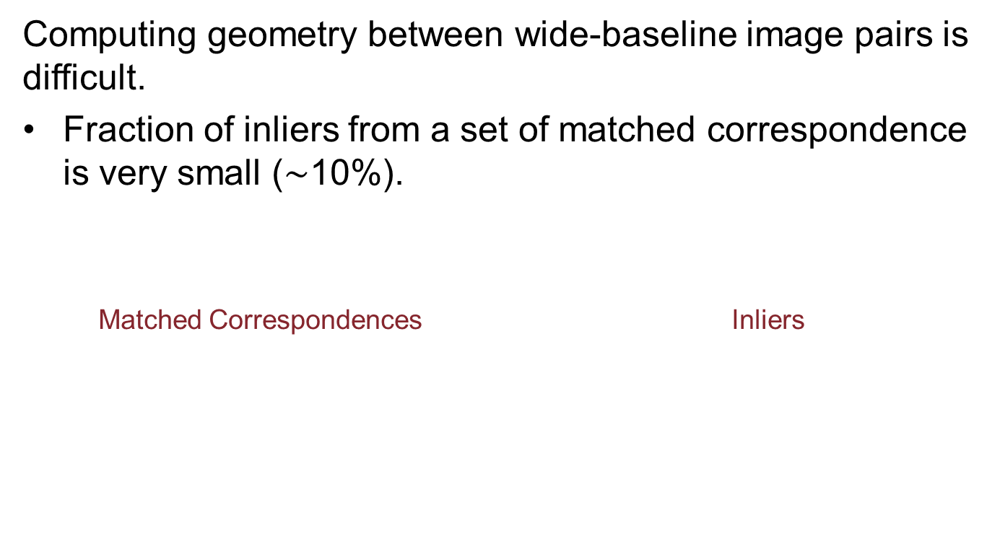 Computing geometry between wide-baseline image pairs is
difficult.
• Fraction of inliers from a set of matched correspondence
is very small (~10%).
Matched Correspondences
Inliers